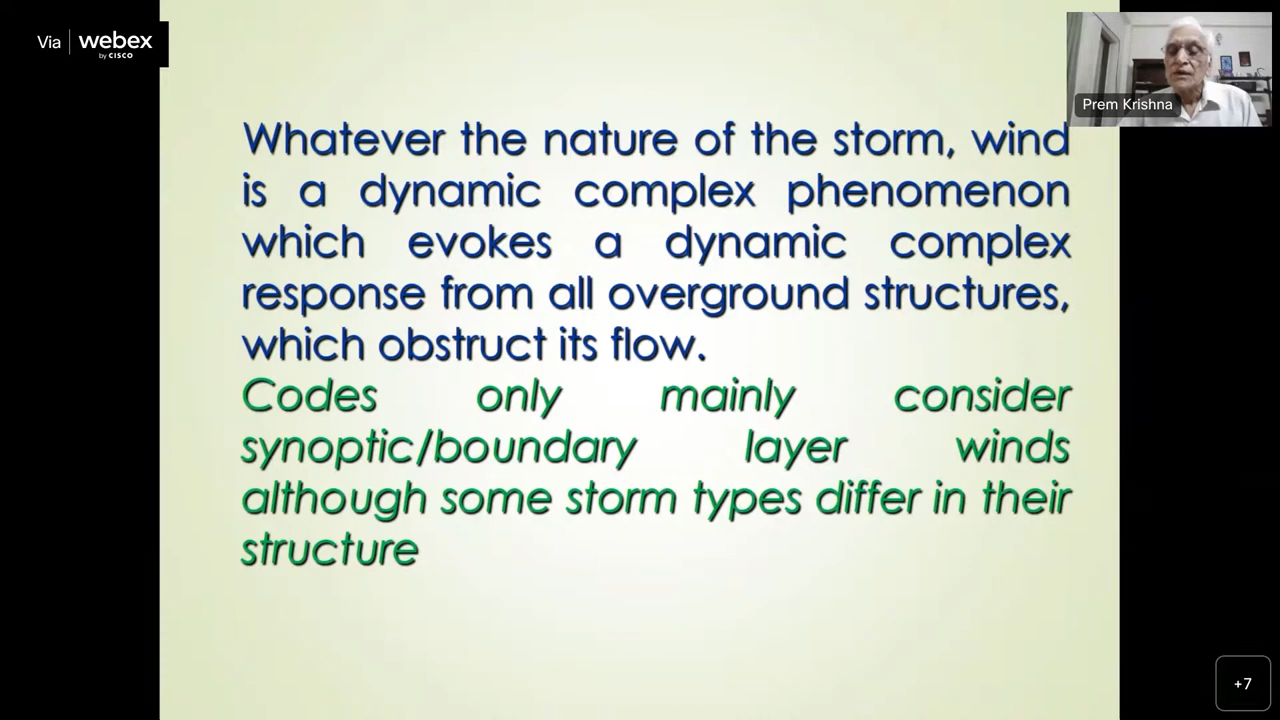 Via webex
by CISCO
Prem Krishna
Whatever the nature of the storm, wind
is a dynamic complex phenomenon
which evokes a dynamic complex
response from all overground structures,
which obstruct its flow.
Codes only mainly consider
synoptic/boundary layer winds
although some storm types differ in their
structure
+7